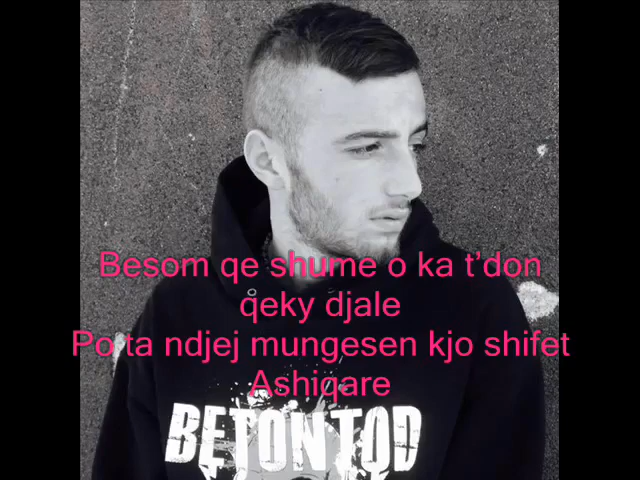 Besom qe shume o ka t'don
qeky djale
Po ta ndjej mungesen kjo shifet
Ashiqare
BETONTOD